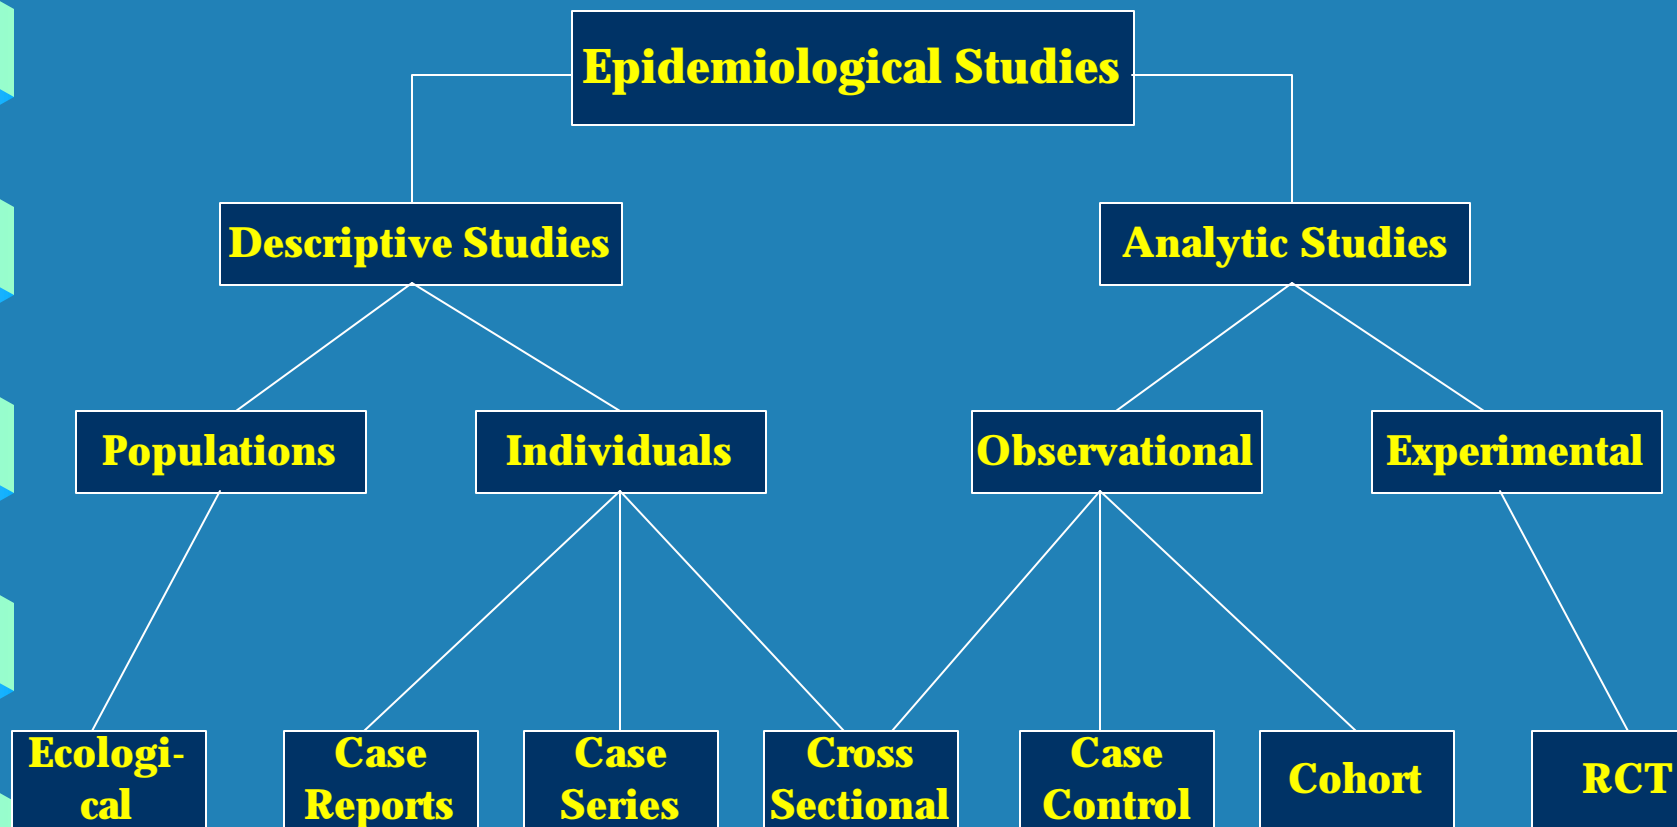 Epidemiological Studies
Descriptive Studies
Analytic Studies
Populations
Individuals
Observational
Experimental
Ecologi-
cal
Case
Reports
Case
Series
Cross
Sectional
Case
Control
Cohort
RCT